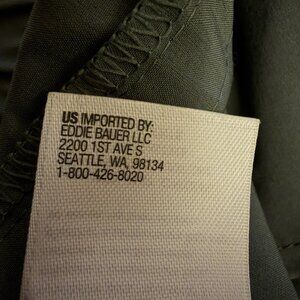 US IMPORTED BY:
EDDIE BAUER LLC
2200 1ST AVE S
SEATTLE, WA, 98134
1-800-426-8020